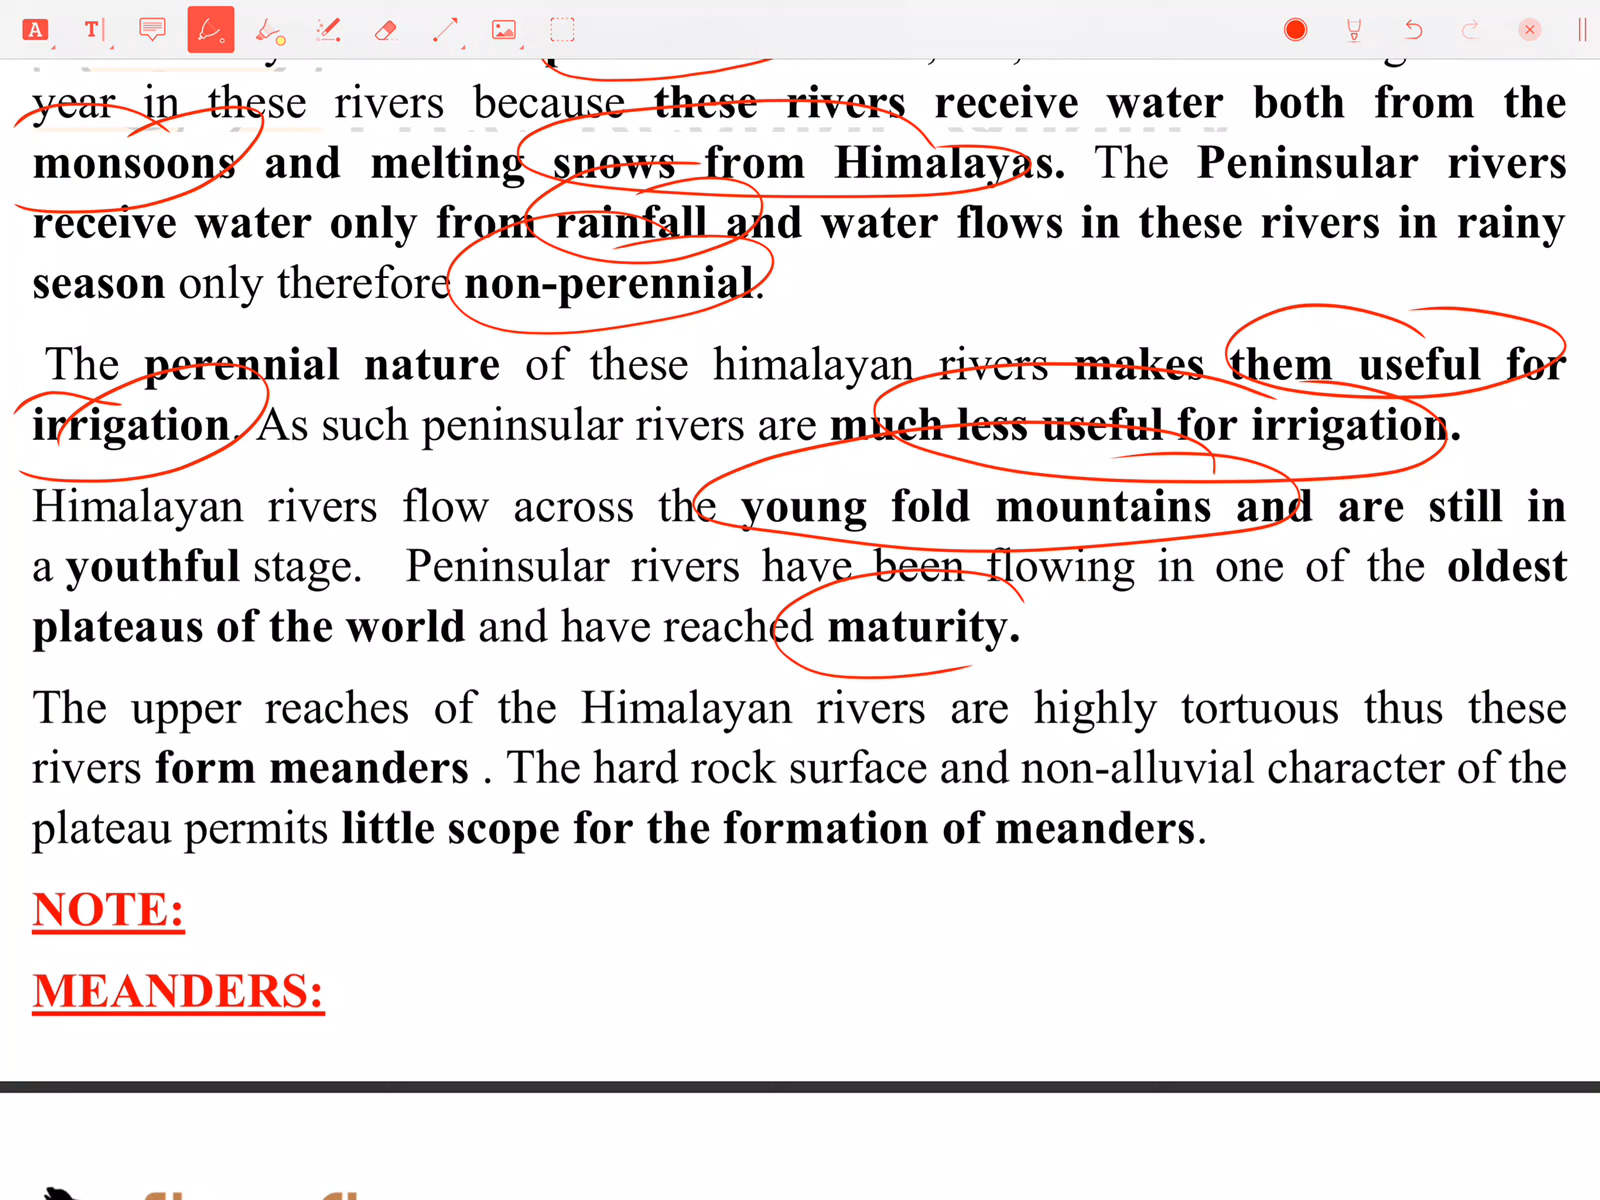 year in these rivers because these rivers receive water both from the
monsoons and melting snows from Himalayas. The Peninsular rivers
receive water only from rainfall and water flows in these rivers in rainy
season only therefore non-perennial.
The perennial nature of these himalayan rivers makes them useful for
irrigation. As such peninsular rivers are much less useful for irrigation.
Himalayan rivers flow across the young fold mountains and are still in
a youthful stage. Peninsular rivers have been flowing in one of the oldest
plateaus of the world and have reached maturity.
The upper reaches of the Himalayan rivers are highly tortuous thus these
rivers form meanders . The hard rock surface and non-alluvial character of the
plateau permits little scope for the formation of meanders.
NOTE:
MEANDERS: